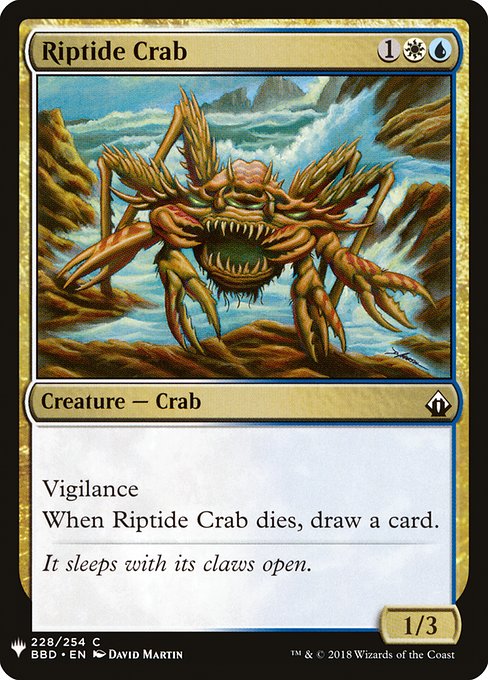 Riptide Crab 1
Creature — Crab
Vigilance
When Riptide Crab dies, draw a card.
It sleeps with its claws open.
1/3
228/254 C
BBD • EN David Martin
™ & © 2018 Wizards of the Coast